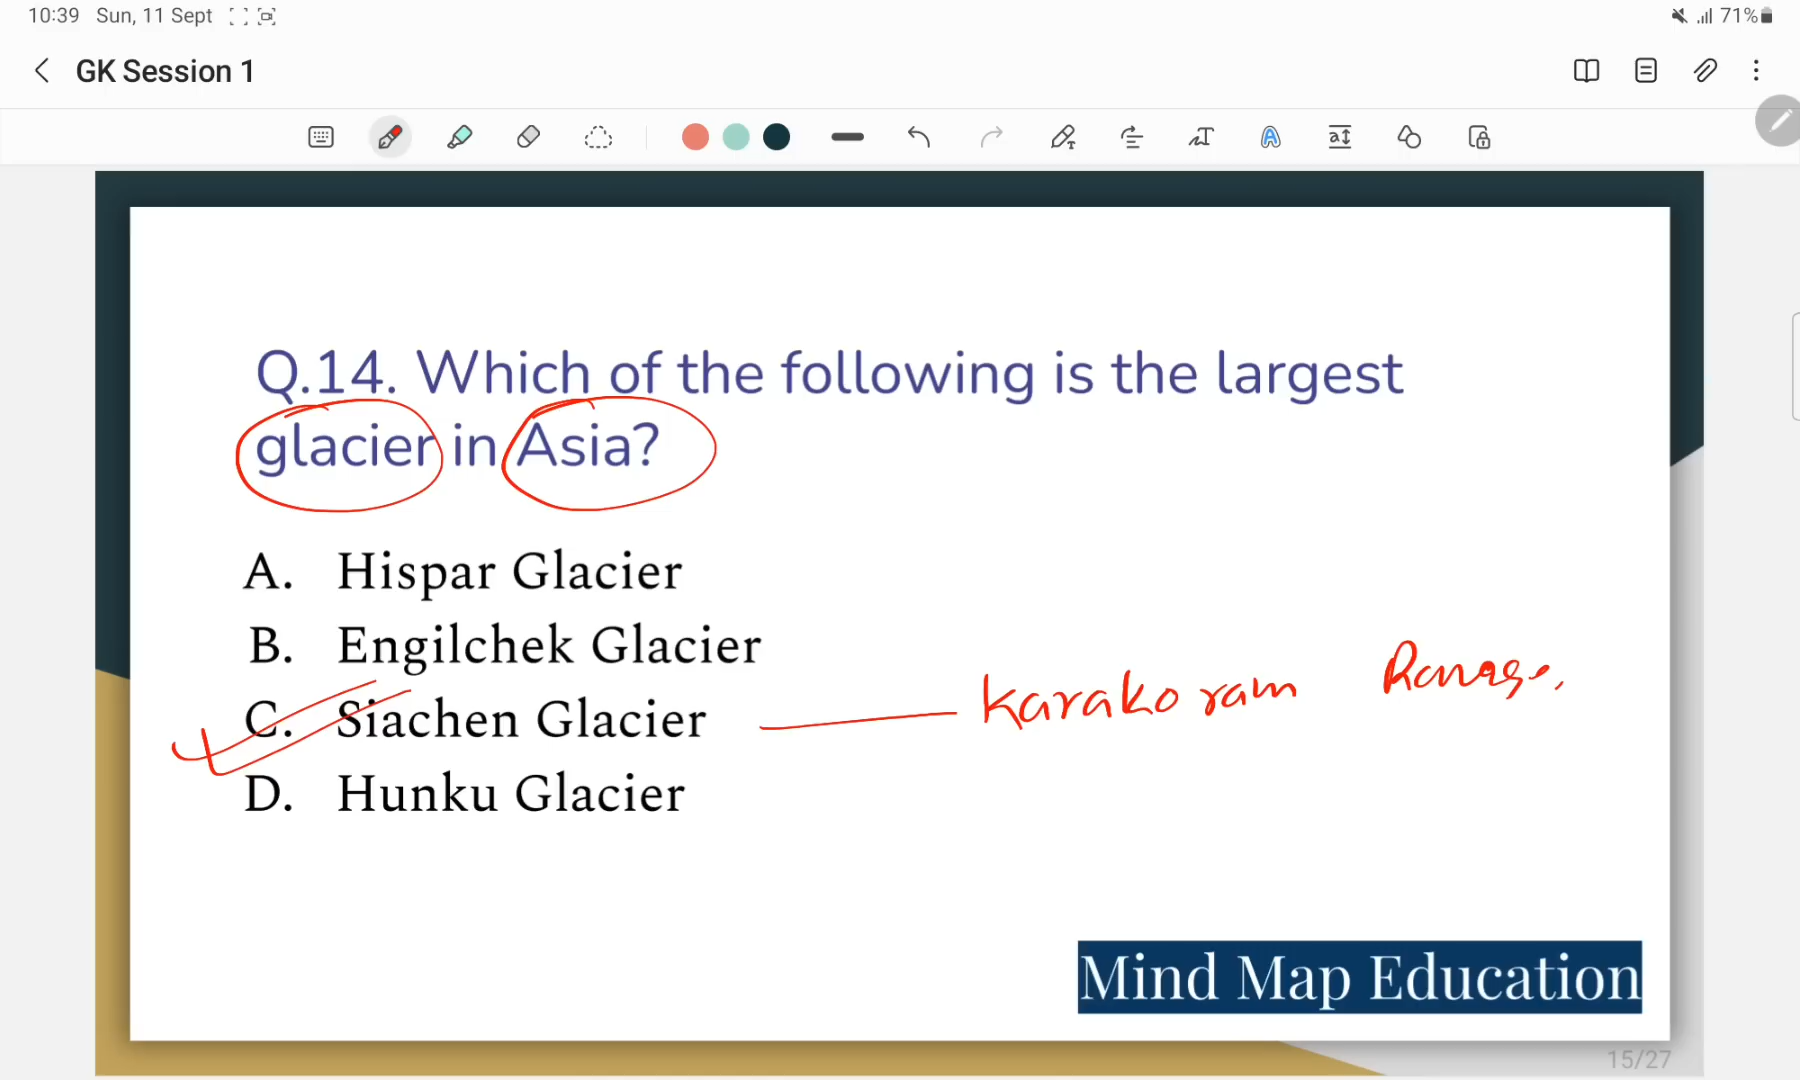 10:39 Sun, 11 Sept 71%
GK Session 1
Q.14. Which of the following is the largest
glacier in Asia?
A. Hispar Glacier
B. Engilchek Glacier
C. Siachen Glacier karakoram Range.
D. Hunku Glacier
Mind Map Education
15/27